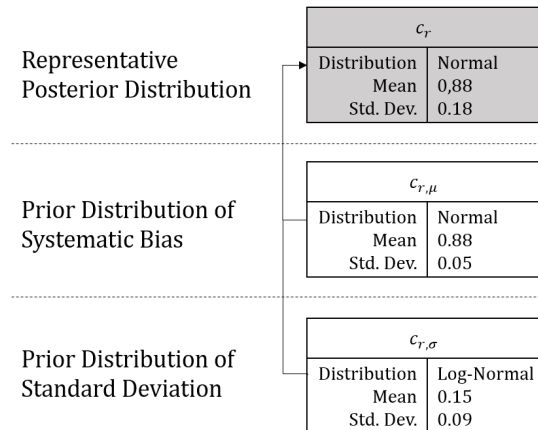 c_r
Representative
Posterior Distribution
Distribution Normal
Mean 0,88
Std. Dev. 0.18
c_{r,μ}
Prior Distribution of
Systematic Bias
Distribution Normal
Mean 0.88
Std. Dev. 0.05
c_{r,σ}
Prior Distribution of
Standard Deviation
Distribution Log-Normal
Mean 0.15
Std. Dev. 0.09